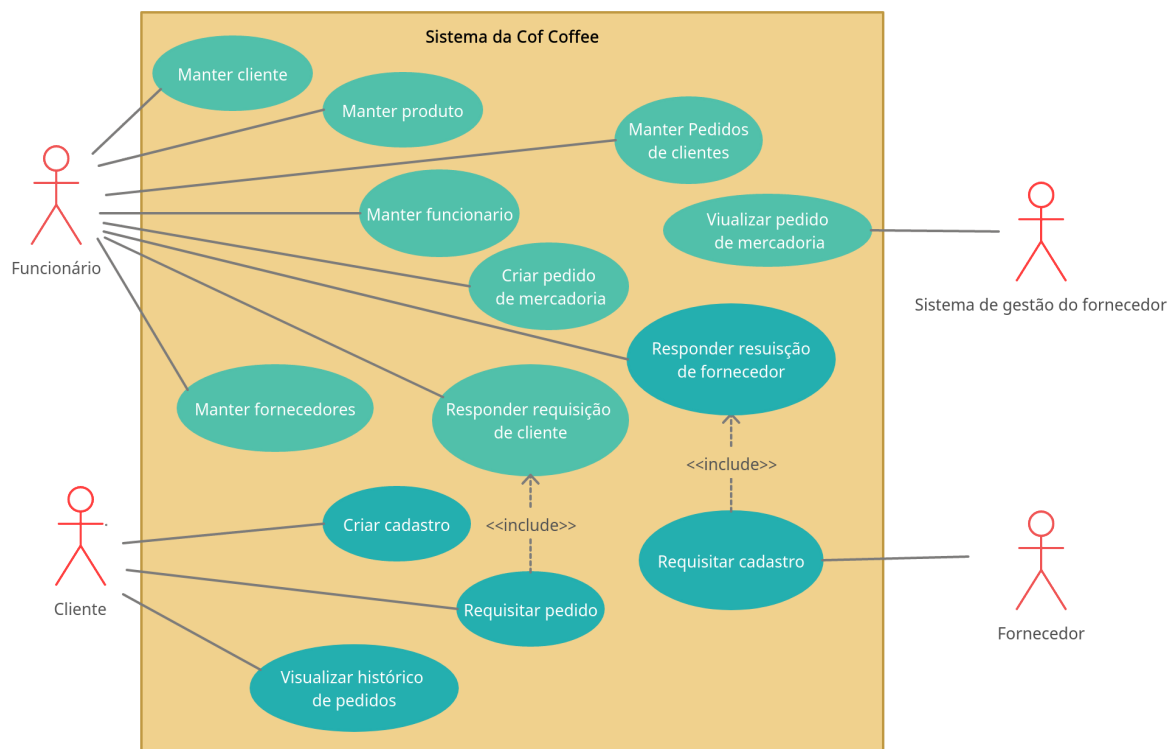 Sistema da Cof Coffee
Manter cliente
Manter produto
Manter Pedidos
de clientes
Manter funcionario
Viualizar pedido
de mercadoria
Funcionário
Criar pedido
de mercadoria
Sistema de gestão do fornecedor
Responder resuisção
de fornecedor
Manter fornecedores
Responder requisição
de cliente
<<include>>
<<include>>
Criar cadastro
Requisitar cadastro
Cliente
Requisitar pedido
Fornecedor
Visualizar histórico
de pedidos